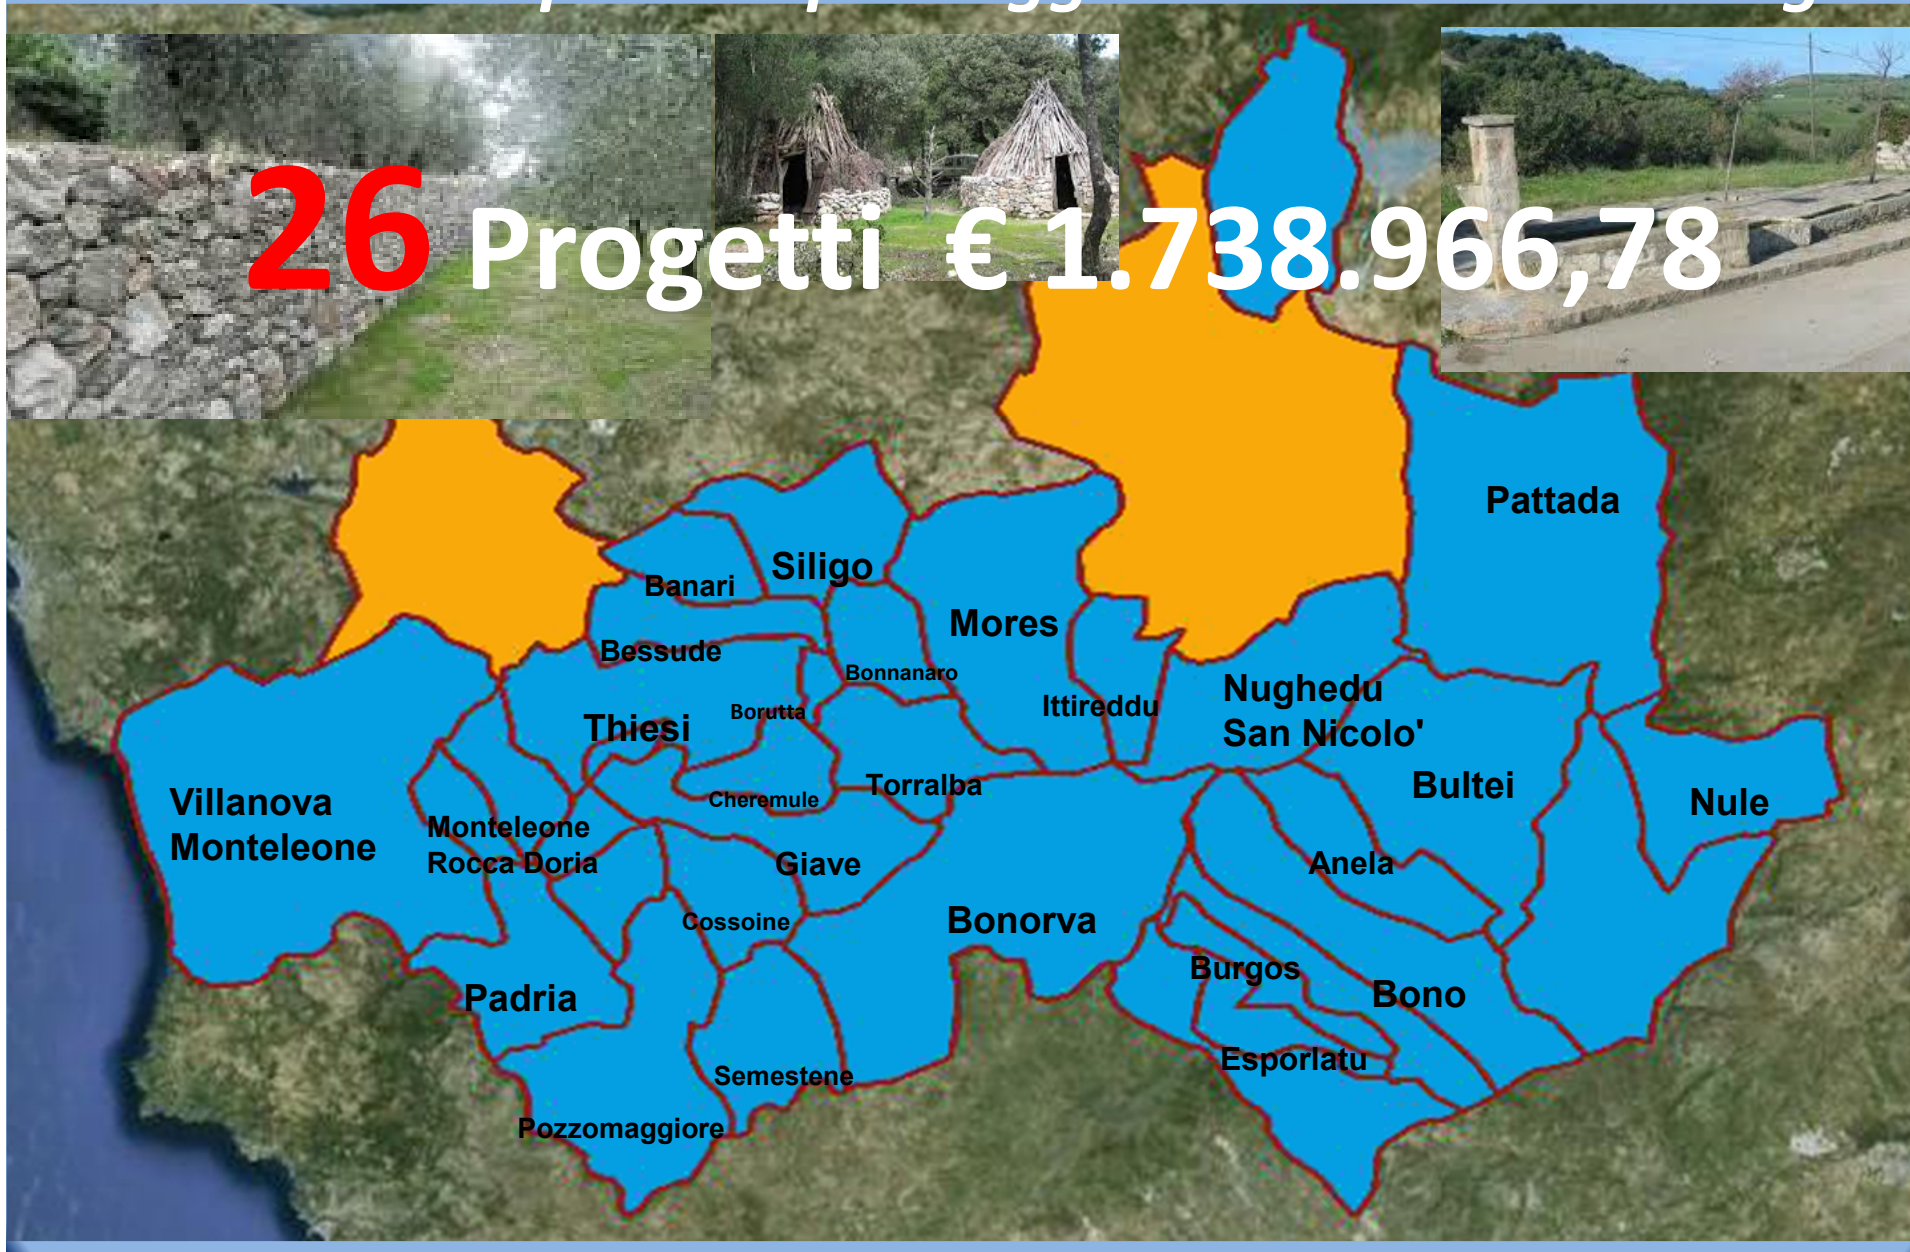 26 Progetti € 1.738.966,78
Pattada
Siligo
Banari
Mores
Bessude
Bonnanaro
Nughedu
San Nicolo'
Ittireddu
Borutta
Thiesi
Bultei
Torralba
Cheremule
Villanova
Monteleone
Nule
Monteleone
Rocca Doria
Giave
Anela
Cossoine
Bonorva
Burgos
Bono
Padria
Esporlatu
Semestene
Pozzomaggiore